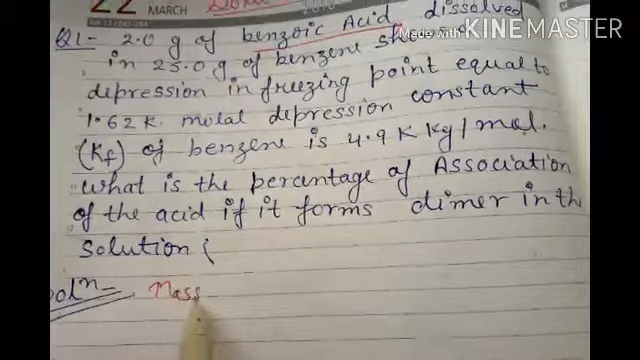 22 MARCH
Made with KINEMASTER
Q1- 2.0 g of benzoic Acid dissolved
in 25.0 g of benzene
depression in freezing point equal to
1.62 K. molal depression constant
(Kf) of benzene is 4.9 K Kg/mol.
What is the percentage of Association
of the acid if it forms dimer in th
Solution {
Soln - Mass